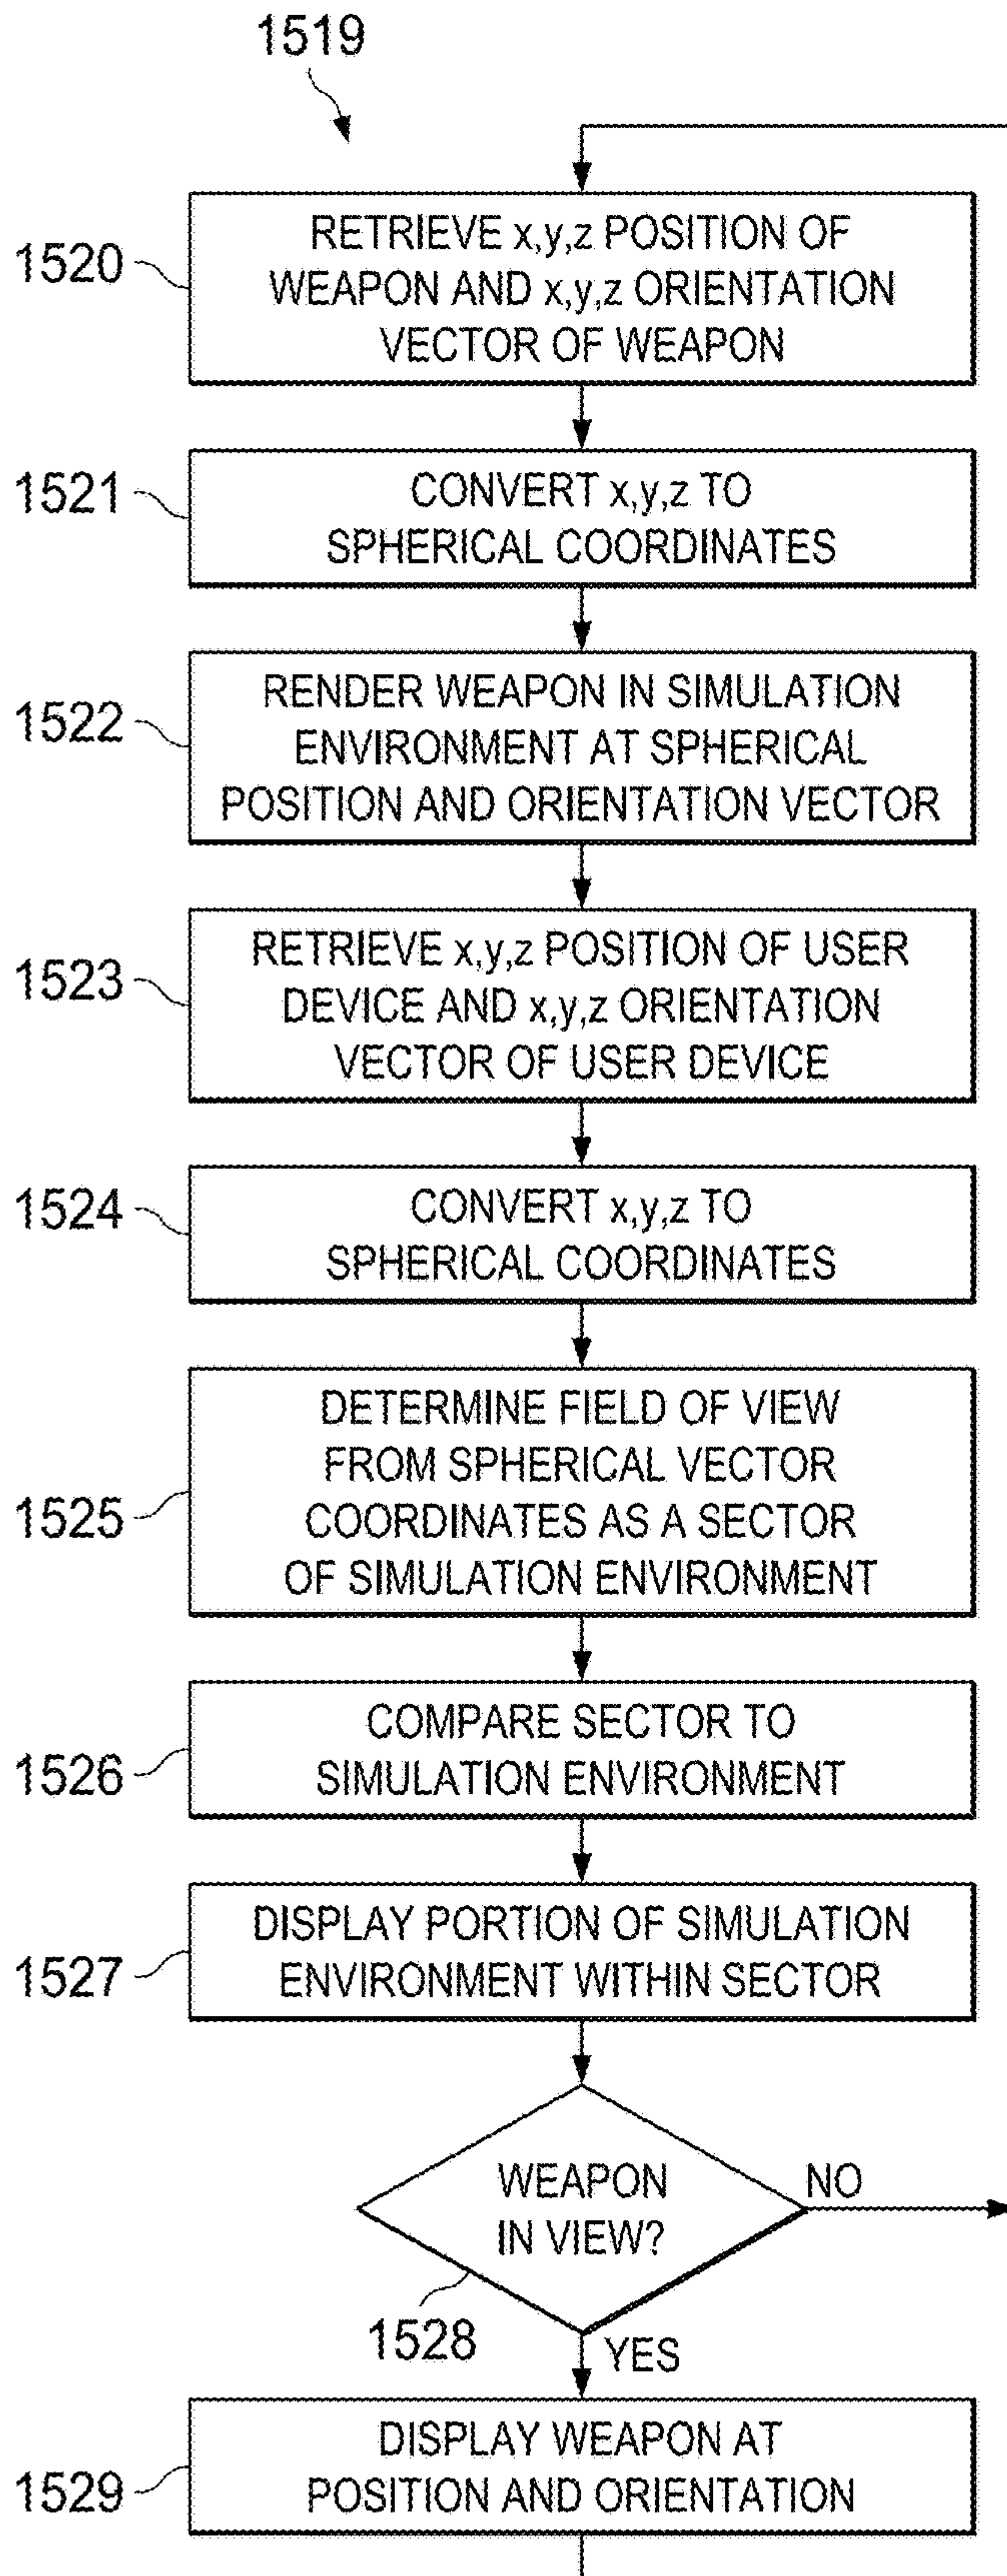 1519
1520
RETRIEVE x,y,z POSITION OF
WEAPON AND x,y,z ORIENTATION
VECTOR OF WEAPON
1521
CONVERT x,y,z TO
SPHERICAL COORDINATES
1522
RENDER WEAPON IN SIMULATION
ENVIRONMENT AT SPHERICAL
POSITION AND ORIENTATION VECTOR
1523
RETRIEVE x,y,z POSITION OF USER
DEVICE AND x,y,z ORIENTATION
VECTOR OF USER DEVICE
1524
CONVERT x,y,z TO
SPHERICAL COORDINATES
1525
DETERMINE FIELD OF VIEW
FROM SPHERICAL VECTOR
COORDINATES AS A SECTOR
OF SIMULATION ENVIRONMENT
1526
COMPARE SECTOR TO
SIMULATION ENVIRONMENT
1527
DISPLAY PORTION OF SIMULATION
ENVIRONMENT WITHIN SECTOR
WEAPON
IN VIEW?
NO
1528
YES
1529
DISPLAY WEAPON AT
POSITION AND ORIENTATION